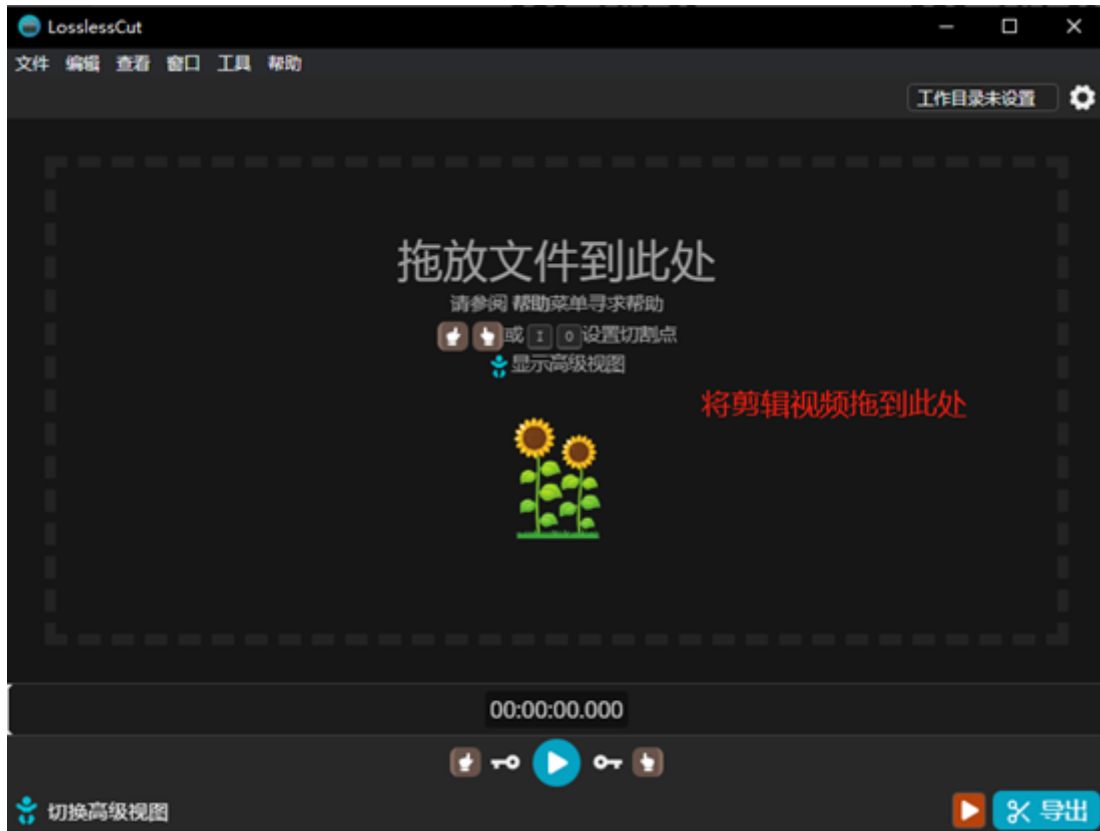 LosslessCut
文件 编辑 查看 窗口 工具 帮助
工作目录未设置
拖放文件到此处
请参阅 帮助菜单寻求帮助
或 I O 设置切割点
显示高级视图
将剪辑视频拖到此处
00:00:00.000
切换高级视图
导出